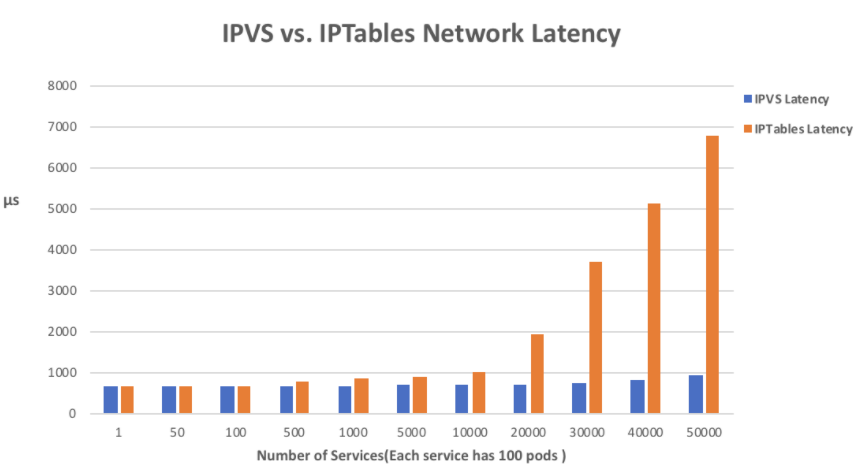 IPVS vs. IPTables Network Latency
8000
7000
6000
5000
4000
3000
2000
1000
0
μs
IPVS Latency
IPTables Latency
1 50 100 500 1000 5000 10000 20000 30000 40000 50000
Number of Services(Each service has 100 pods )